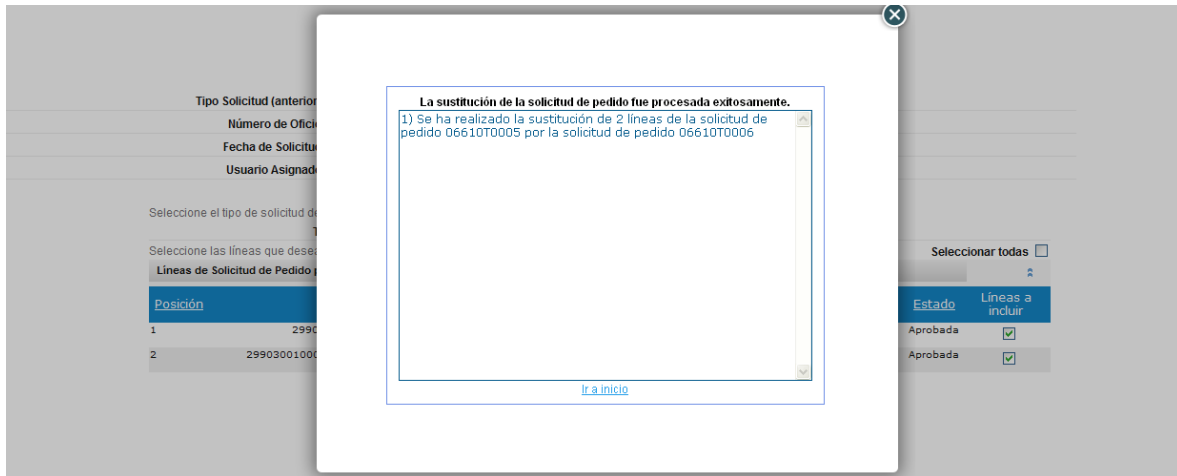 Tipo Solicitud (anterior
Número de Ofici
Fecha de Solicitu
Usuario Asignad
Seleccione el tipo de solicitud d
T
Seleccione las líneas que dese
Seleccionar todas
Líneas de Solicitud de Pedido p
Posición
Estado
Líneas a
incluir
1 2990 Aprobada
2 29903001000 Aprobada
La sustitución de la solicitud de pedido fue procesada exitosamente.
1) Se ha realizado la sustitución de 2 líneas de la solicitud de
pedido 06610T0005 por la solicitud de pedido 06610T0006
Ir a inicio